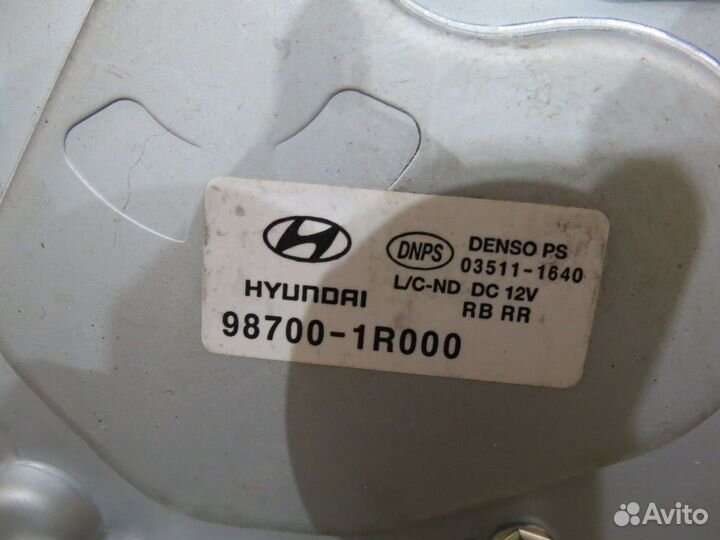 HYUNDAI
98700-1R000
DNPS
DENSO PS
03511-1640
L/C-ND DC 12V
RB RR
Avito